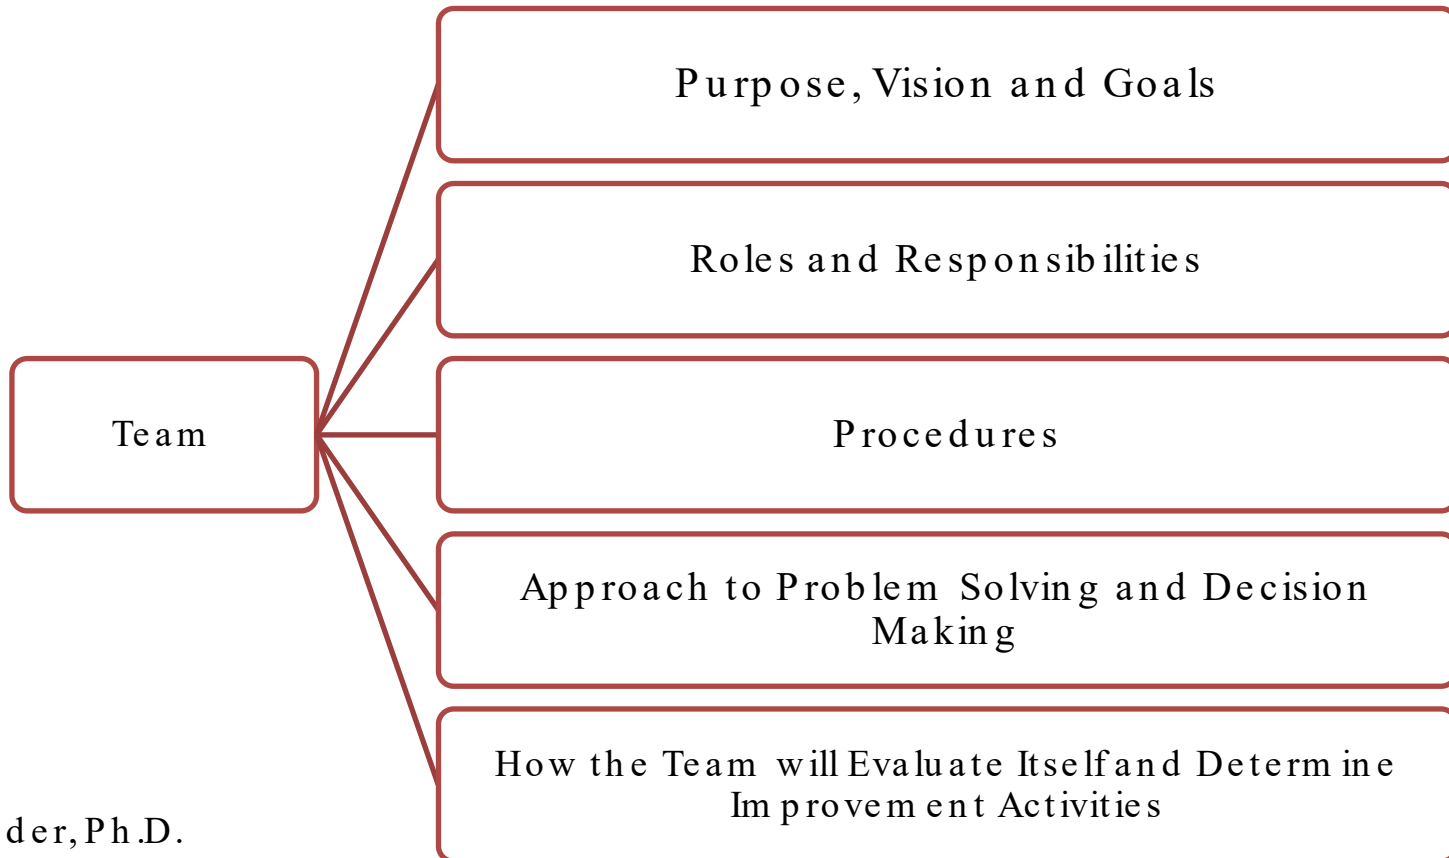 Purpose, Vision and Goals
Roles and Responsibilities
Team
Procedures
Approach to Problem Solving and Decision
Making
How the Team will Evaluate Itself and Determine
Improvement Activities
der, Ph.D.